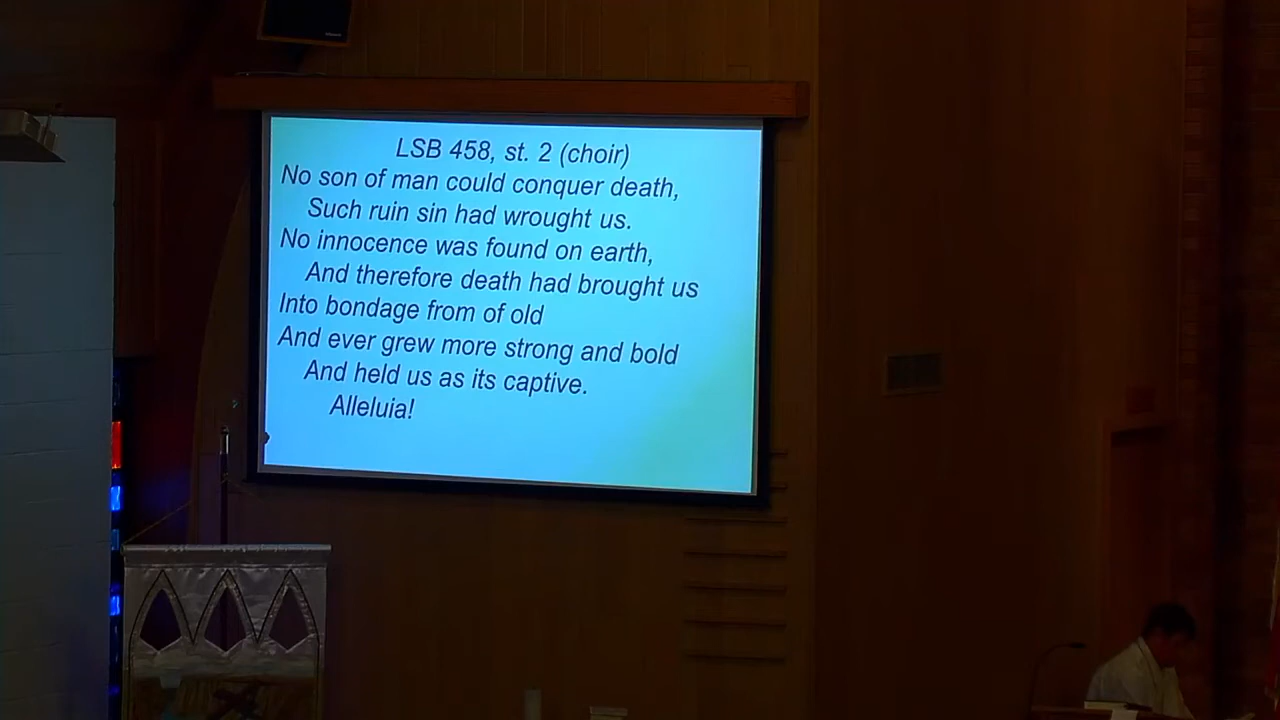 LSB 458, st. 2 (choir)
No son of man could conquer death,
Such ruin sin had wrought us.
No innocence was found on earth,
And therefore death had brought us
Into bondage from of old
And ever grew more strong and bold
And held us as its captive.
Alleluia!